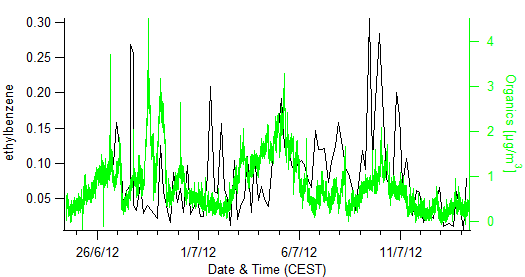 0.30
0.25
0.20
0.15
0.10
0.05
ethylbenzene
4
3
2
1
0
Organics [µg/m³]
26/6/12 1/7/12 6/7/12 11/7/12
Date & Time (CEST)